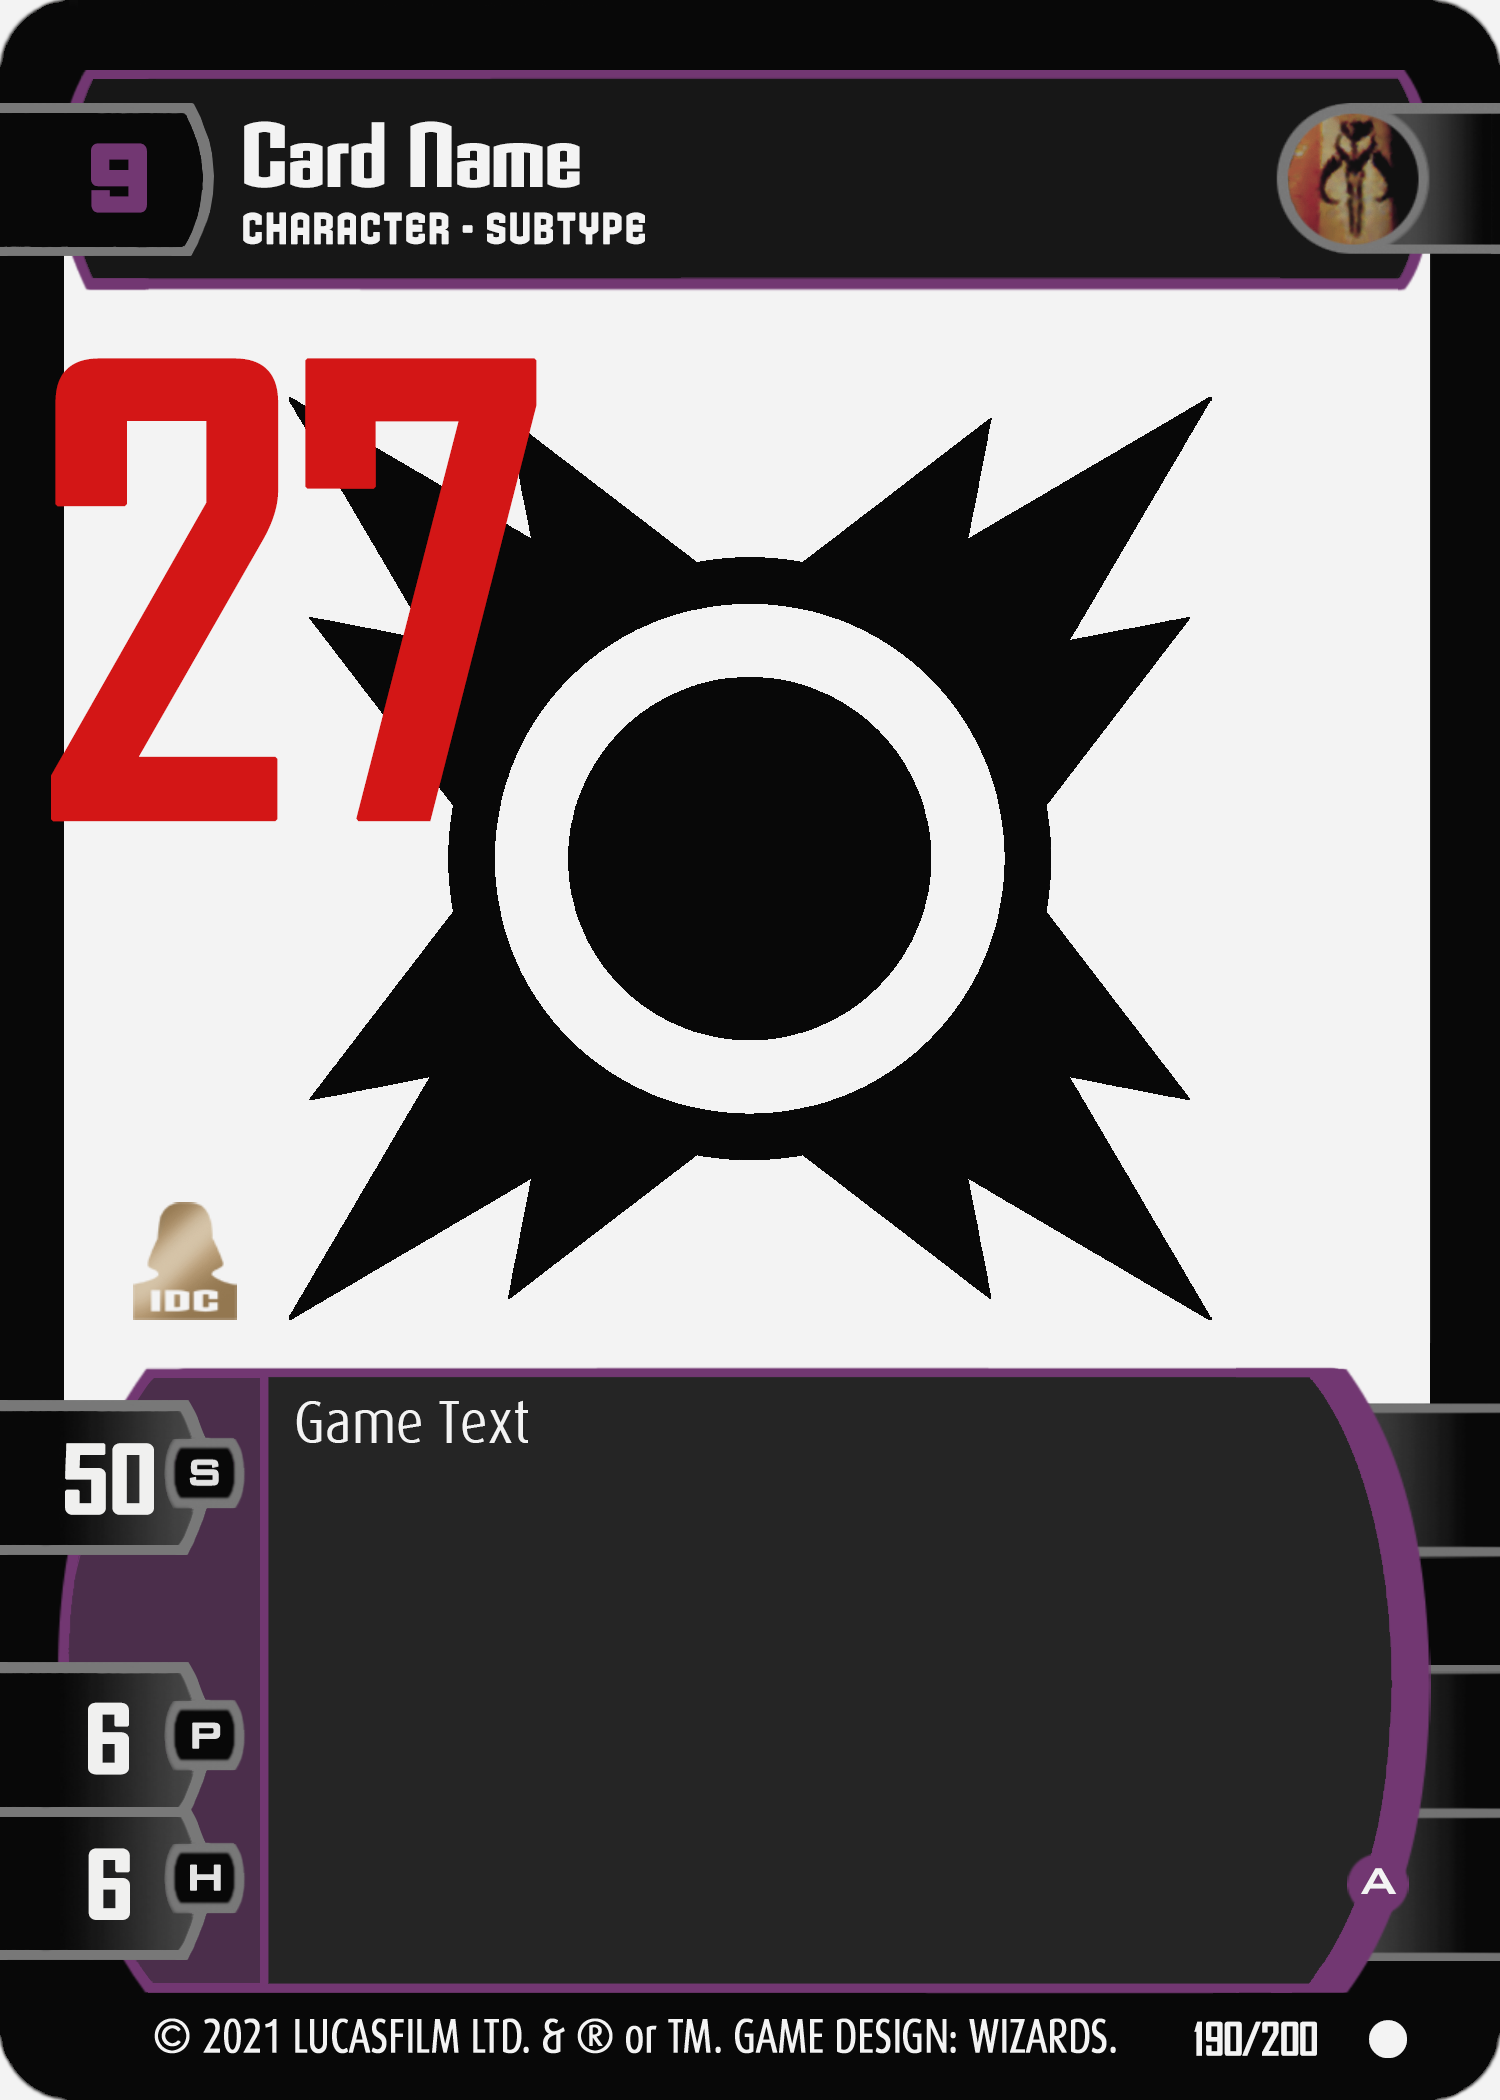 9
Card Name
CHARACTER - SUBTYPE
27
IDC
Game Text
50 S
6 P
6 H
A
© 2021 LUCASFILM LTD. & ® or TM. GAME DESIGN: WIZARDS.
190/200